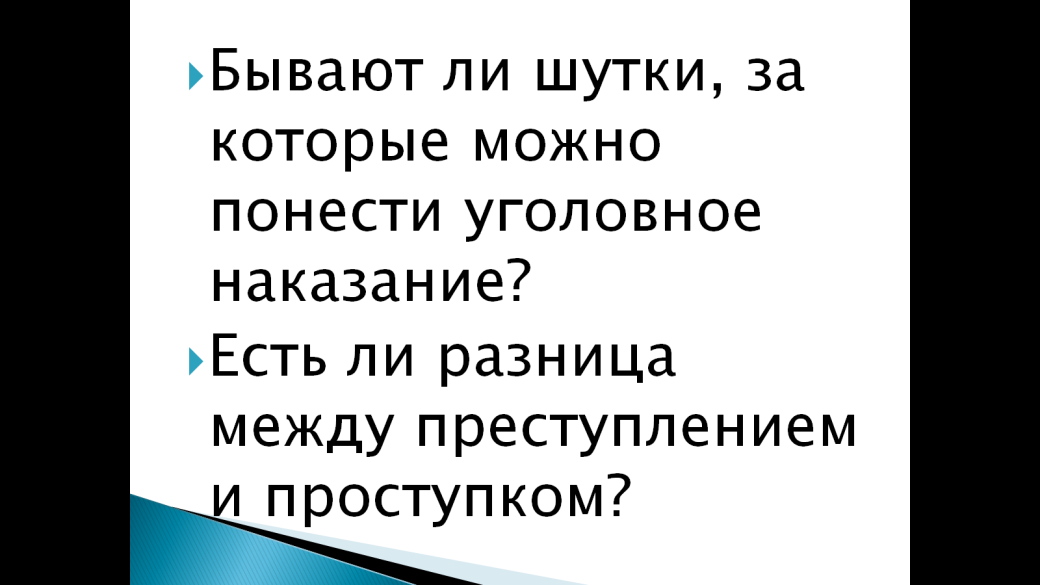 Бывают ли шутки, за
которые можно
понести уголовное
наказание?
Есть ли разница
между преступлением
и проступком?